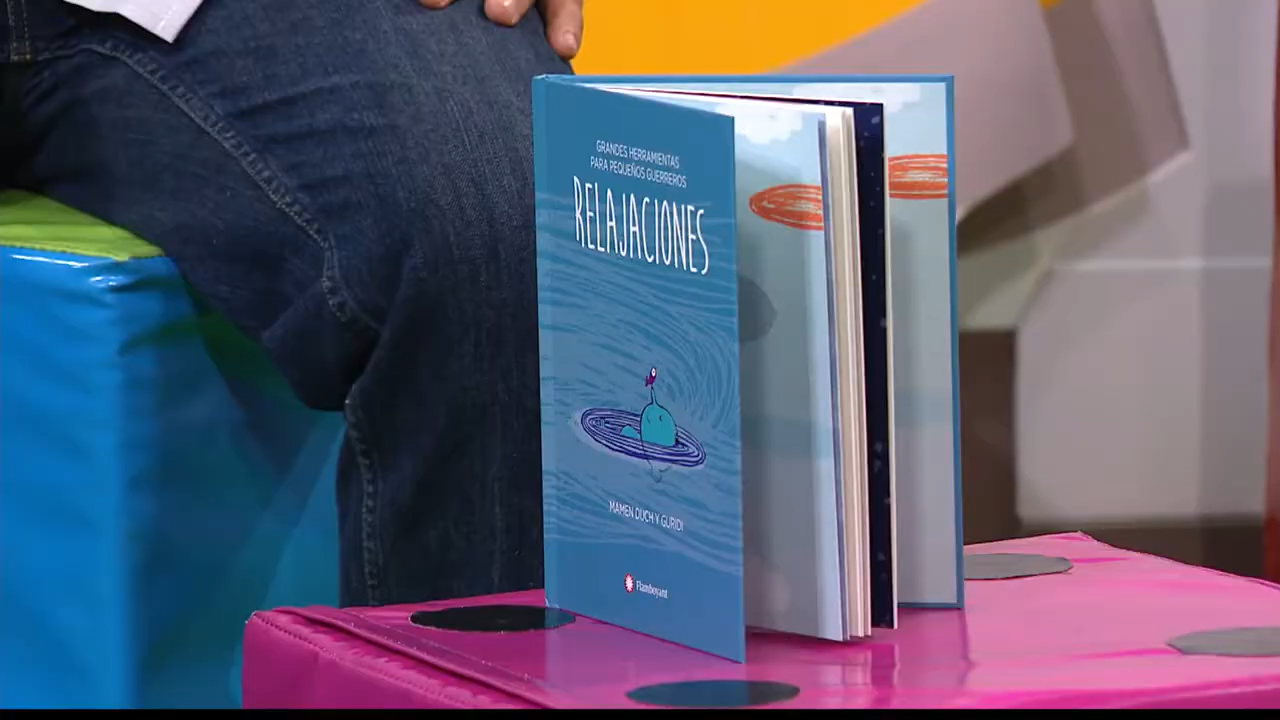 GRANDES HERRAMIENTAS
PARA PEQUEÑOS GUERREROS
RELAJACIONES
MAMEN DUCH Y GURIDI
Flamboyant